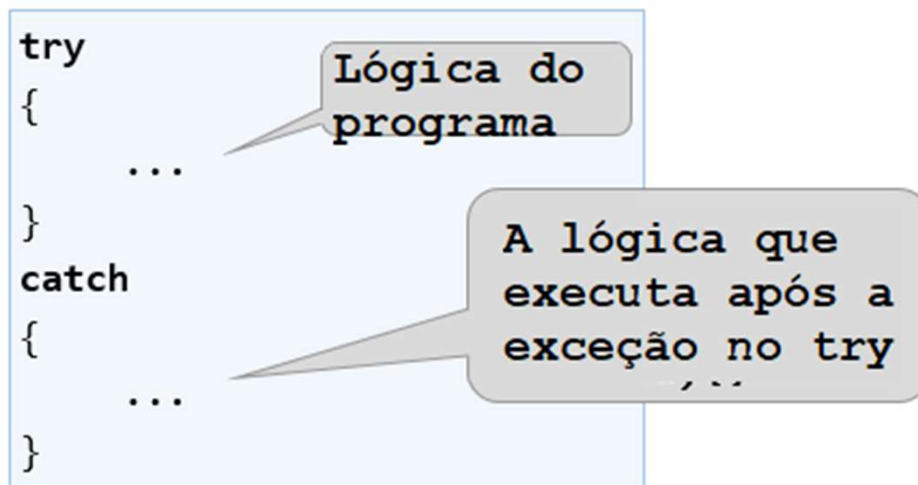 try
{
Lógica do
programa
...
}
catch
{
A lógica que
executa após a
exceção no try
...
}